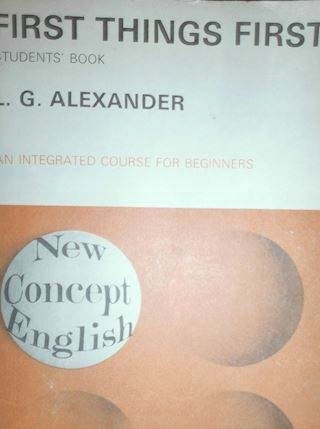 FIRST THINGS FIRST
STUDENTS' BOOK
L. G. ALEXANDER
AN INTEGRATED COURSE FOR BEGINNERS
New
Concept
English